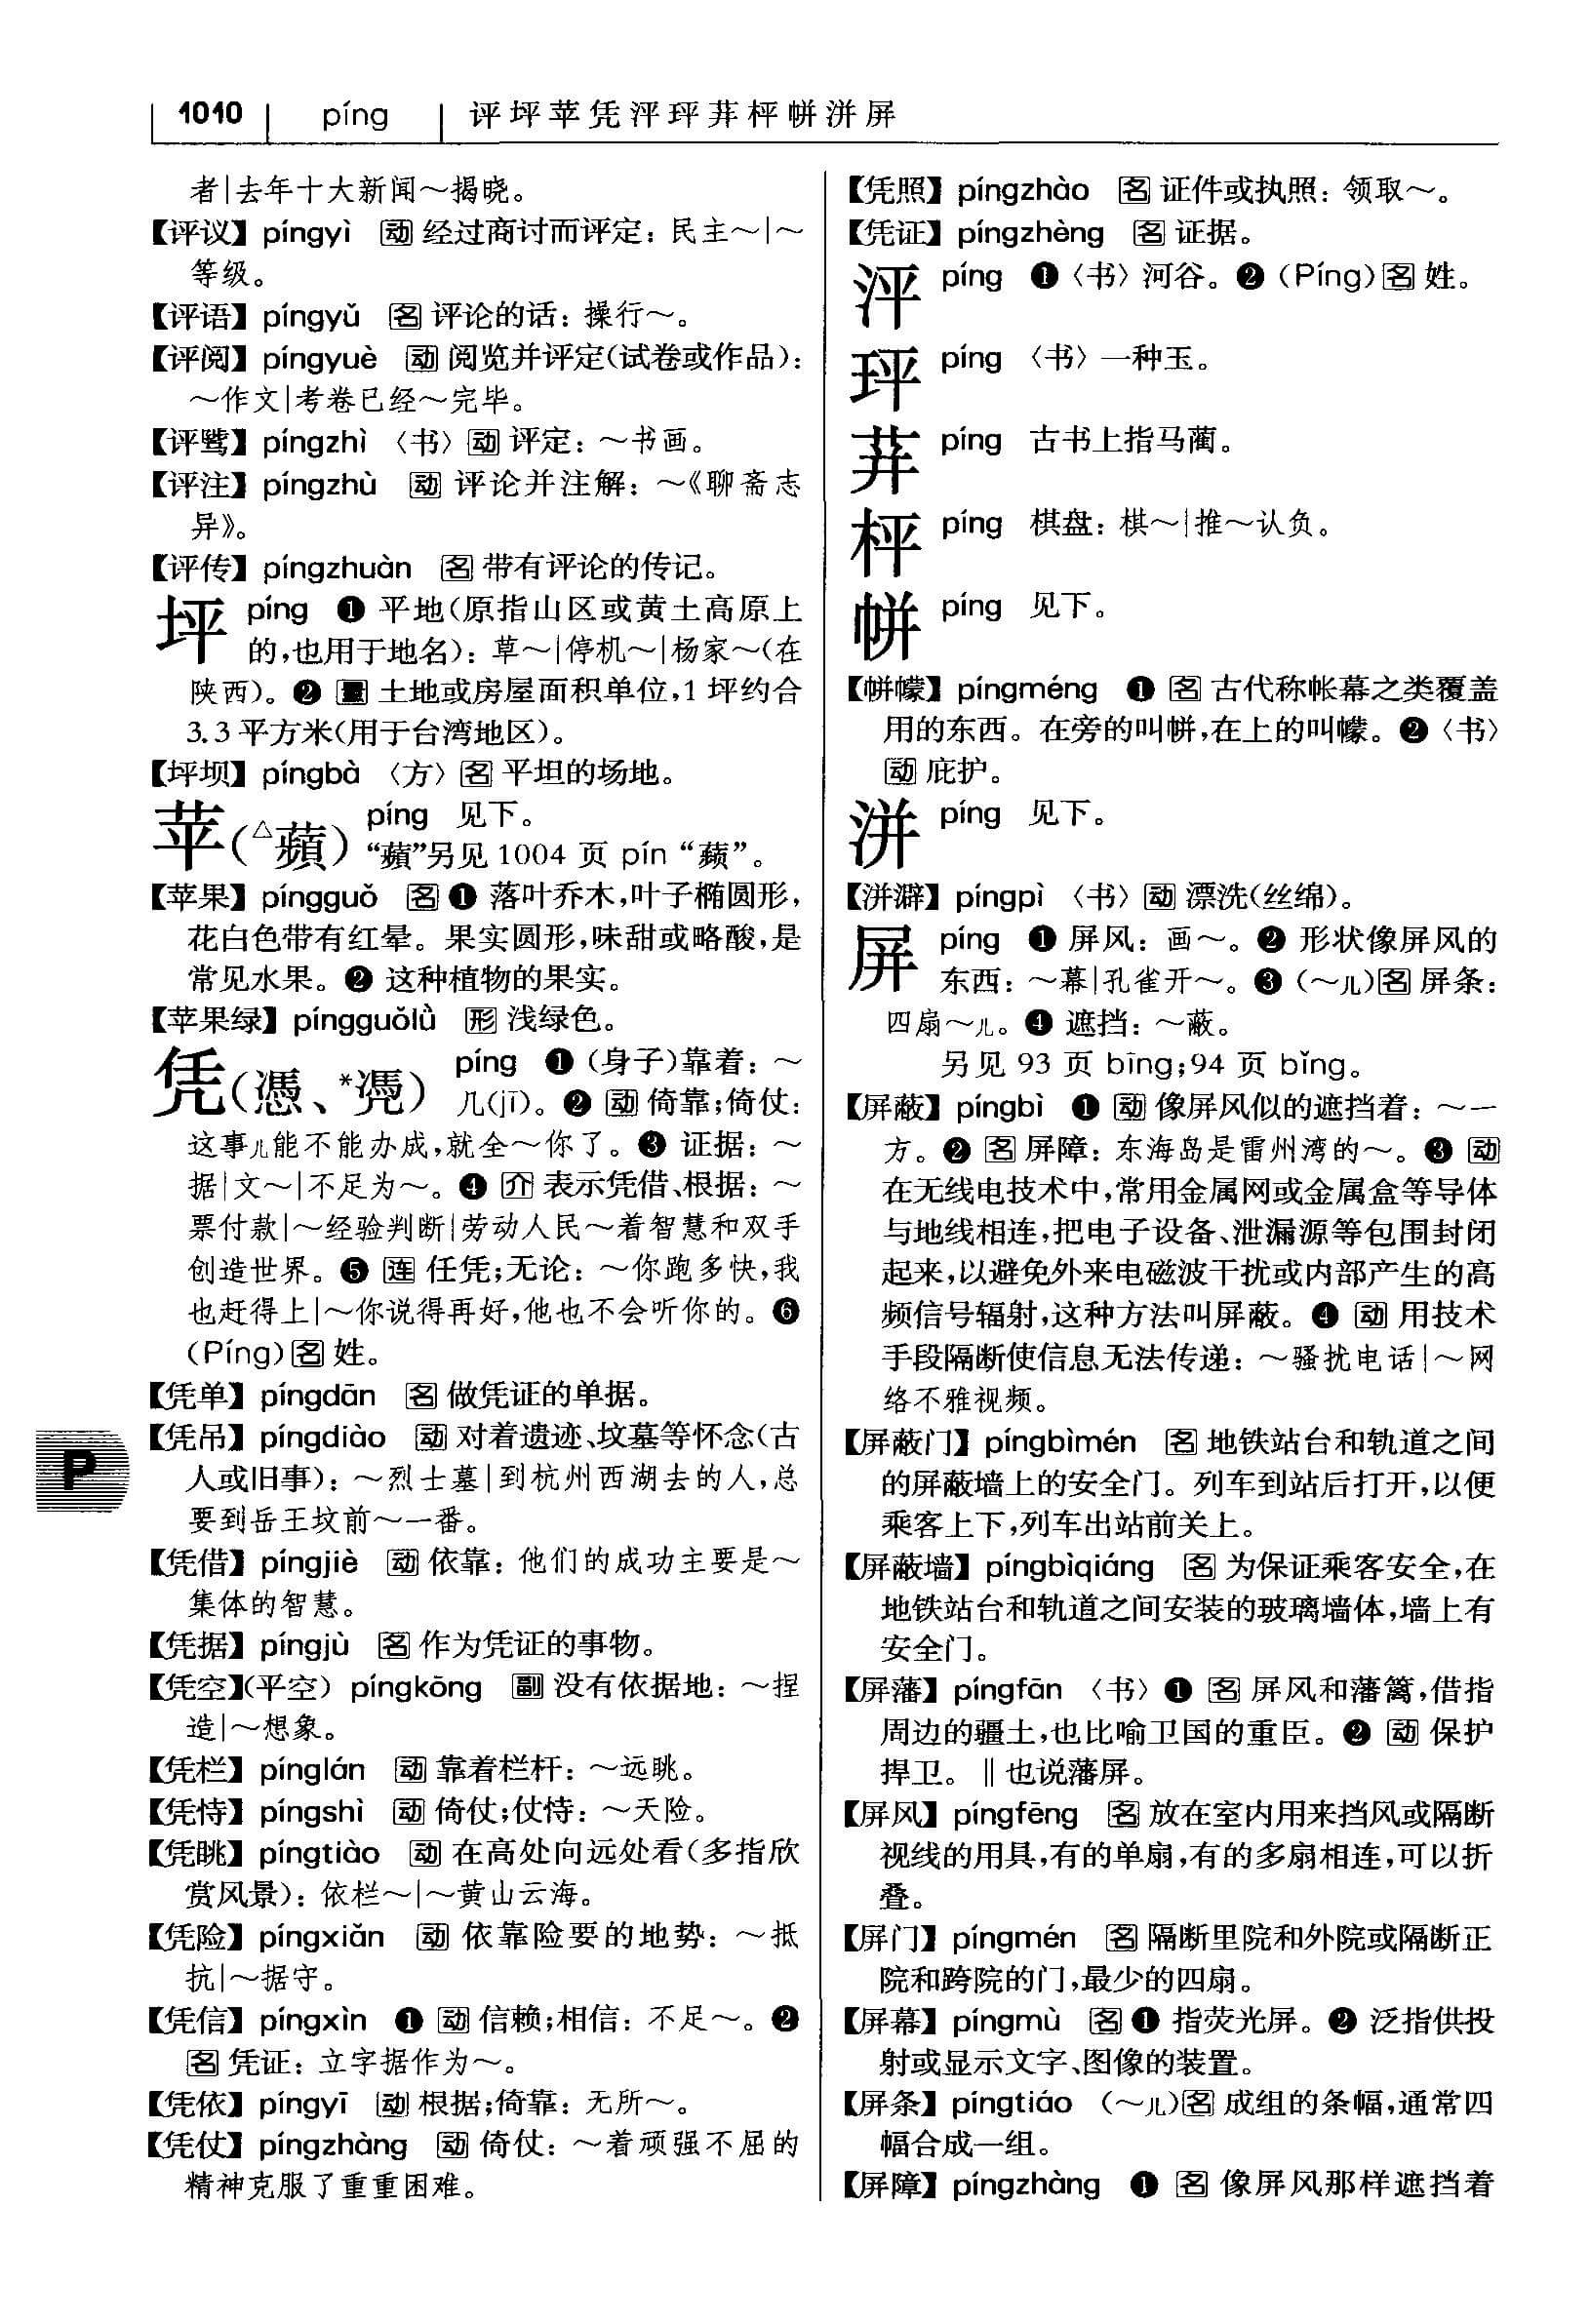 1010 píng 评坪苹凭泙玶荓枰帡洴屏
者|去年十大新闻～揭晓。
【评议】 píngyì 动 经过商讨而评定：民主～|～
等级。
【评语】 píngyǔ 名 评论的话：操行～。
【评阅】 píngyuè 动 阅览并评定(试卷或作品)：
～作文|考卷已经～完毕。
【评骘】 píngzhì 〈书〉动 评定：～书画。
【评注】 píngzhù 动 评论并注解：～《聊斋志
异》。
【评传】 píngzhuàn 名 带有评论的传记。
坪 píng ❶ 平地(原指山区或黄土高原上
的,也用于地名)：草～|停机～|杨家～(在
陕西)。❷ 量 土地或房屋面积单位,1 坪约合
3.3 平方米(用于台湾地区)。
【坪坝】 píngbà 〈方〉名 平坦的场地。
苹(△蘋) píng 见下。
“蘋”另见 1004 页 pín “蘋”。
【苹果】 píngguǒ 名 ❶ 落叶乔木,叶子椭圆形,
花白色带有红晕。果实圆形,味甜或略酸,是
常见水果。❷ 这种植物的果实。
【苹果绿】 píngguǒlǜ 形 浅绿色。
凭(憑、*凴) píng ❶ (身子)靠着：～
几(jī)。❷ 动 倚靠;倚仗：
这事儿能不能办成,就全～你了。❸ 证据：～
据|文～|不足为～。❹ 介 表示凭借、根据：～
票付款|～经验判断|劳动人民～着智慧和双手
创造世界。❺ 连 任凭;无论：～你跑多快,我
也赶得上|～你说得再好,他也不会听你的。❻
(Píng)名 姓。
【凭单】 píngdān 名 做凭证的单据。
【凭吊】 píngdiào 动 对着遗迹、坟墓等怀念(古
人或旧事)：～烈士墓|到杭州西湖去的人,总
要到岳王坟前～一番。
【凭借】 píngjiè 动 依靠：他们的成功主要是～
集体的智慧。
【凭据】 píngjù 名 作为凭证的事物。
【凭空】(平空) píngkōng 副 没有依据地：～捏
造|～想象。
【凭栏】 pínglán 动 靠着栏杆：～远眺。
【凭恃】 píngshì 动 倚仗;仗恃：～天险。
【凭眺】 píngtiào 动 在高处向远处看(多指欣
赏风景)：依栏～|～黄山云海。
【凭险】 píngxiǎn 动 依靠险要的地势：～抵
抗|～据守。
【凭信】 píngxìn ❶ 动 信赖;相信：不足～。❷
名 凭证：立字据作为～。
【凭依】 píngyī 动 根据;倚靠：无所～。
【凭仗】 píngzhàng 动 倚仗：～着顽强不屈的
精神克服了重重困难。
P
【凭照】 píngzhào 名 证件或执照：领取～。
【凭证】 píngzhèng 名 证据。
泙 píng ❶〈书〉河谷。❷ (Píng)名 姓。
玶 píng 〈书〉一种玉。
荓 píng 古书上指马蔺。
枰 píng 棋盘：棋～|推～认负。
帡 píng 见下。
【帡幪】 píngméng ❶ 名 古代称帐幕之类覆盖
用的东西。在旁的叫帡,在上的叫幪。❷〈书〉
动 庇护。
洴 píng 见下。
【洴澼】 píngpì 〈书〉动 漂洗(丝绵)。
屏 píng ❶ 屏风：画～。❷ 形状像屏风的
东西：～幕|孔雀开～。❸ (～儿)名 屏条：
四扇～儿。❹ 遮挡：～蔽。
另见 93 页 bīng;94 页 bǐng。
【屏蔽】 píngbì ❶ 动 像屏风似的遮挡着：～一
方。❷ 名 屏障：东海岛是雷州湾的～。❸ 动
在无线电技术中,常用金属网或金属盒等导体
与地线相连,把电子设备、泄漏源等包围封闭
起来,以避免外来电磁波干扰或内部产生的高
频信号辐射,这种方法叫屏蔽。❹ 动 用技术
手段隔断使信息无法传递：～骚扰电话|～网
络不雅视频。
【屏蔽门】 píngbìmén 名 地铁站台和轨道之间
的屏蔽墙上的安全门。列车到站后打开,以便
乘客上下,列车出站前关上。
【屏蔽墙】 píngbìqiáng 名 为保证乘客安全,在
地铁站台和轨道之间安装的玻璃墙体,墙上有
安全门。
【屏藩】 píngfān 〈书〉❶ 名 屏风和藩篱,借指
周边的疆土,也比喻卫国的重臣。❷ 动 保护
捍卫。‖也说藩屏。
【屏风】 píngfēng 名 放在室内用来挡风或隔断
视线的用具,有的单扇,有的多扇相连,可以折
叠。
【屏门】 píngmén 名 隔断里院和外院或隔断正
院和跨院的门,最少的四扇。
【屏幕】 píngmù 名 ❶ 指荧光屏。❷ 泛指供投
射或显示文字、图像的装置。
【屏条】 píngtiáo (～儿)名 成组的条幅,通常四
幅合成一组。
【屏障】 píngzhàng ❶ 名 像屏风那样遮挡着